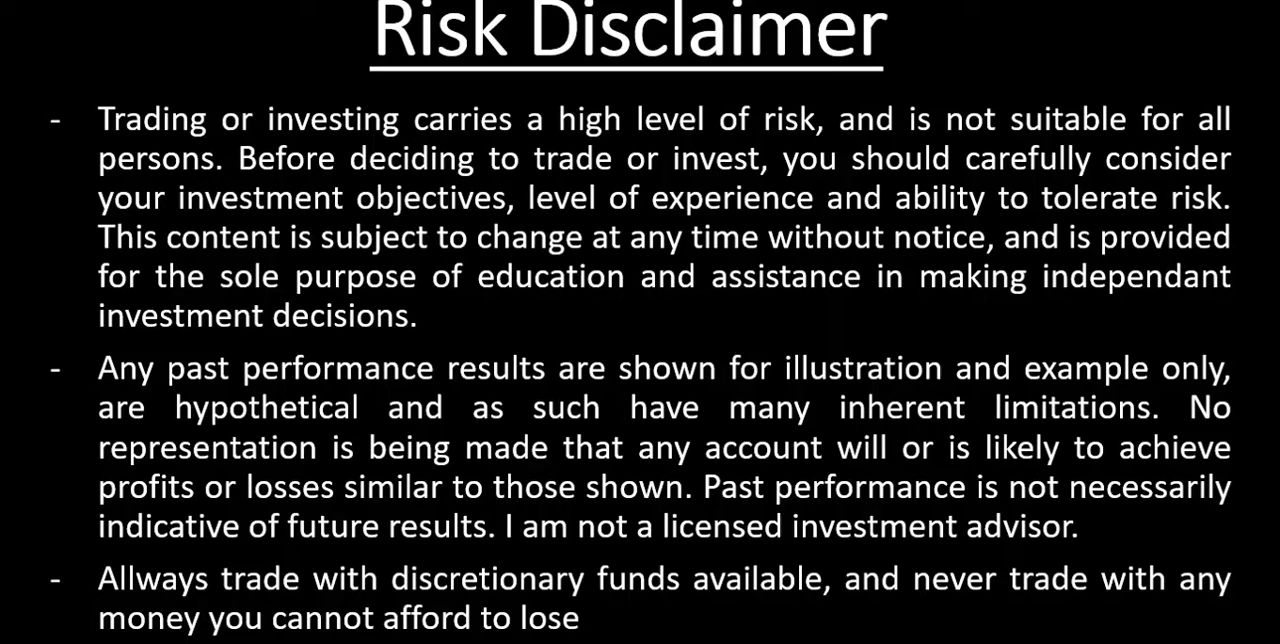 Risk Disclaimer
- Trading or investing carries a high level of risk, and is not suitable for all
persons. Before deciding to trade or invest, you should carefully consider
your investment objectives, level of experience and ability to tolerate risk.
This content is subject to change at any time without notice, and is provided
for the sole purpose of education and assistance in making independant
investment decisions.
- Any past performance results are shown for illustration and example only,
are hypothetical and as such have many inherent limitations. No
representation is being made that any account will or is likely to achieve
profits or losses similar to those shown. Past performance is not necessarily
indicative of future results. I am not a licensed investment advisor.
- Allways trade with discretionary funds available, and never trade with any
money you cannot afford to lose